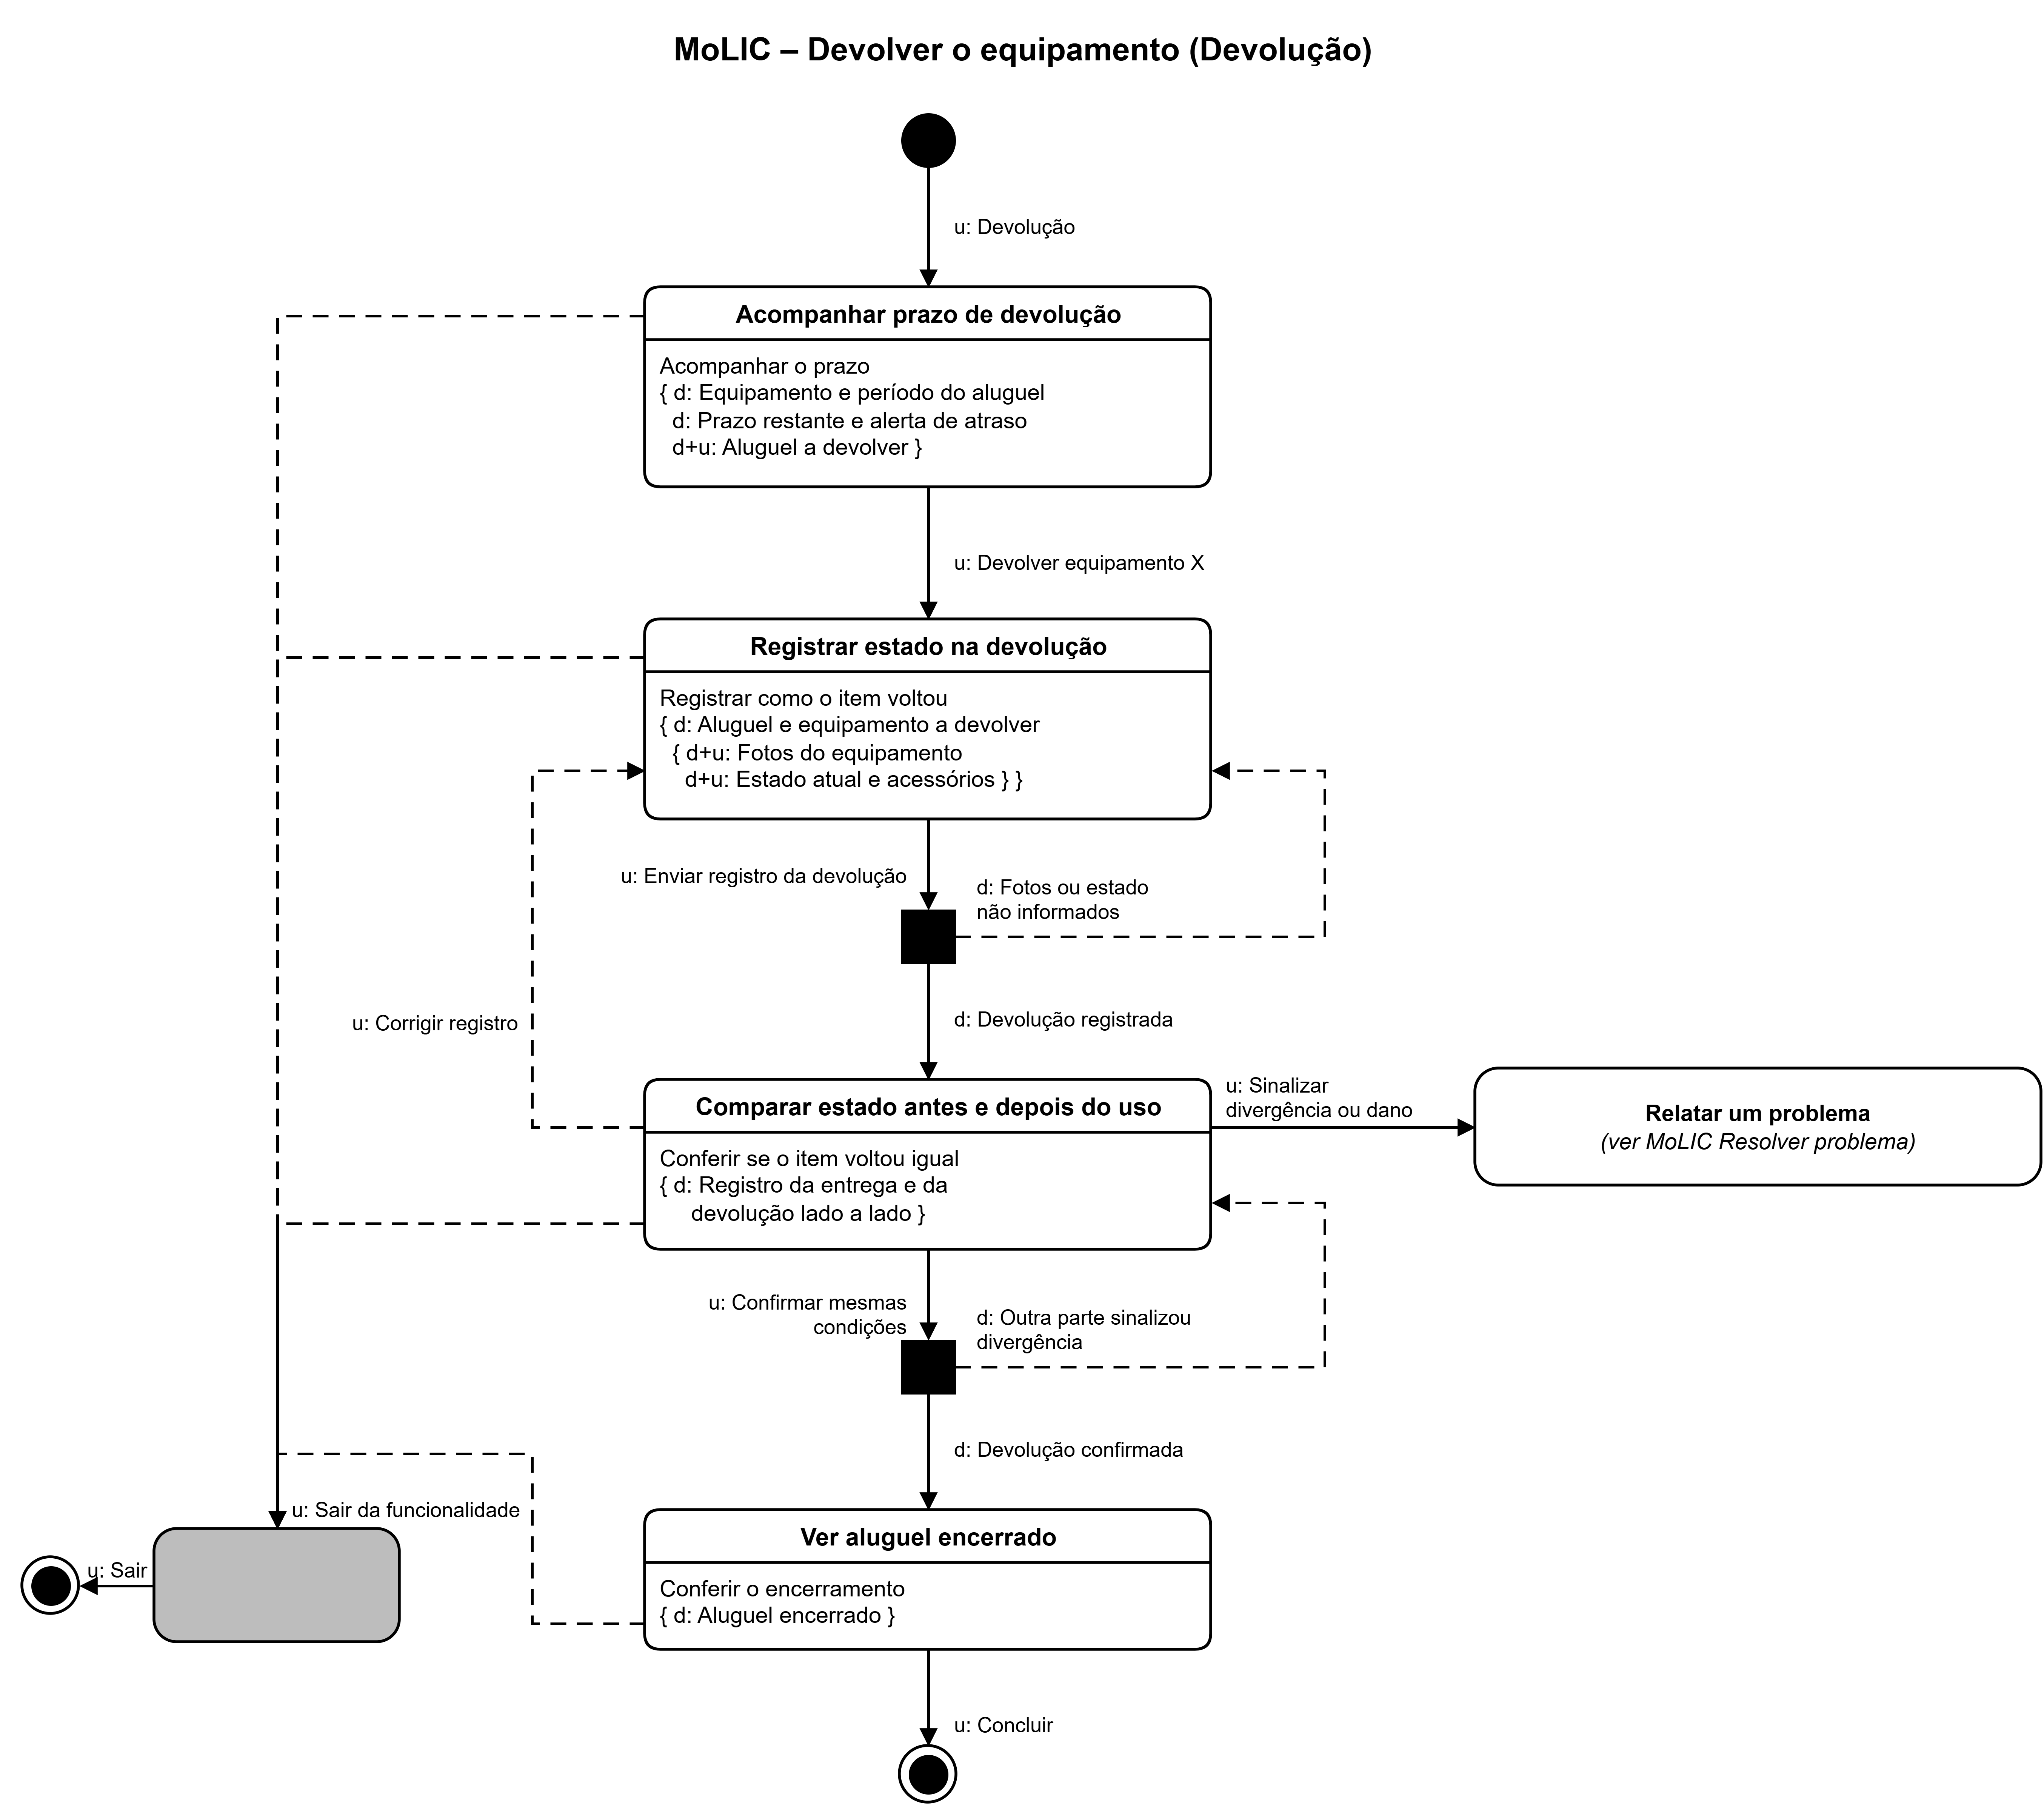 MoLIC – Devolver o equipamento (Devolução)
u: Devolução
Acompanhar prazo de devolução
Acompanhar o prazo
{ d: Equipamento e período do aluguel
d: Prazo restante e alerta de atraso
d+u: Aluguel a devolver }
u: Devolver equipamento X
Registrar estado na devolução
Registrar como o item voltou
{ d: Aluguel e equipamento a devolver
{ d+u: Fotos do equipamento
d+u: Estado atual e acessórios } }
u: Enviar registro da devolução
d: Fotos ou estado
não informados
u: Corrigir registro
d: Devolução registrada
Comparar estado antes e depois do uso
Conferir se o item voltou igual
{ d: Registro da entrega e da
devolução lado a lado }
u: Sinalizar
divergência ou dano
Relatar um problema
(ver MoLIC Resolver problema)
u: Confirmar mesmas
condições
d: Outra parte sinalizou
divergência
d: Devolução confirmada
u: Sair da funcionalidade
u: Sair
Ver aluguel encerrado
Conferir o encerramento
{ d: Aluguel encerrado }
u: Concluir